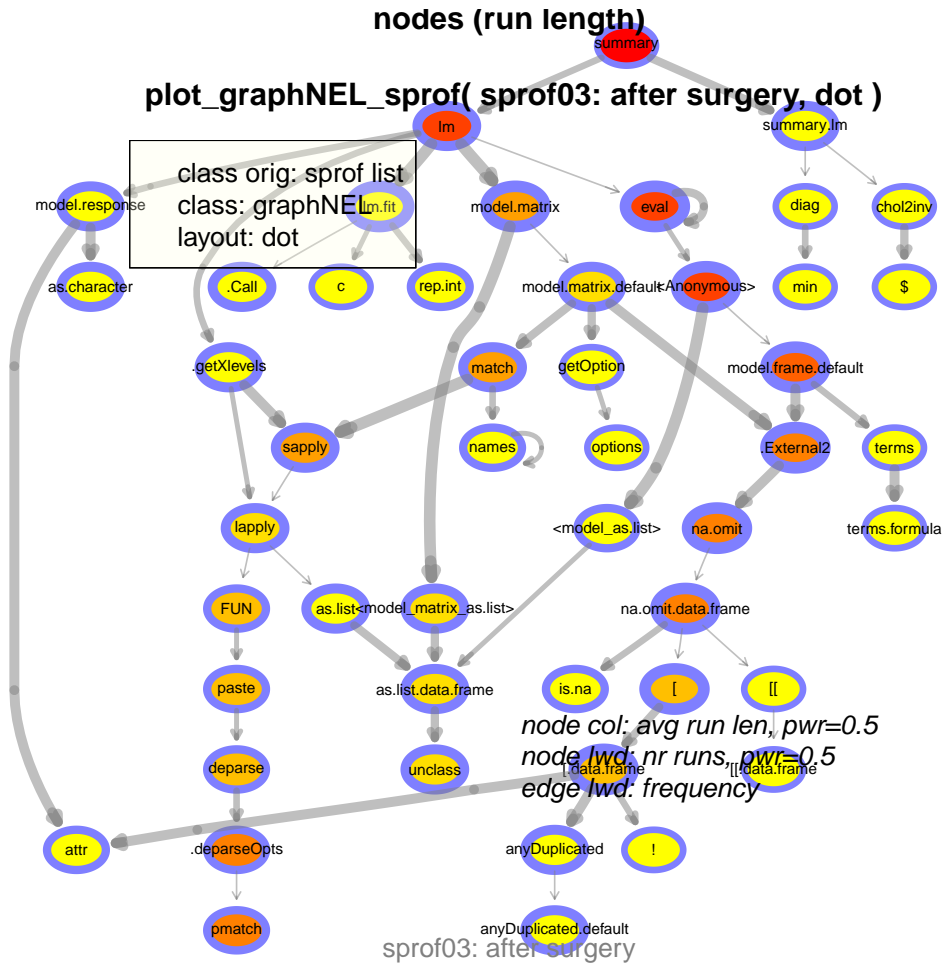 nodes (run length)
summary
plot_graphNEL_sprof( sprof03: after surgery, dot )
lm
summary.lm
class orig: sprof list
class: graphNEL
layout: dot
model.response
lm.fit
model.matrix
eval
diag
chol2inv
as.character
.Call
c
rep.int
model.matrix.default
<Anonymous>
min
$
.getXlevels
match
getOption
model.frame.default
sapply
names
options
.External2
terms
lapply
<model_as.list>
na.omit
terms.formula
FUN
as.list
<model_matrix_as.list>
na.omit.data.frame
paste
as.list.data.frame
is.na
[
[[
node col: avg run len, pwr=0.5
node lwd: nr runs, pwr=0.5
edge lwd: frequency
deparse
unclass
[.data.frame
[[.data.frame
attr
.deparseOpts
anyDuplicated
!
pmatch
anyDuplicated.default
sprof03: after surgery